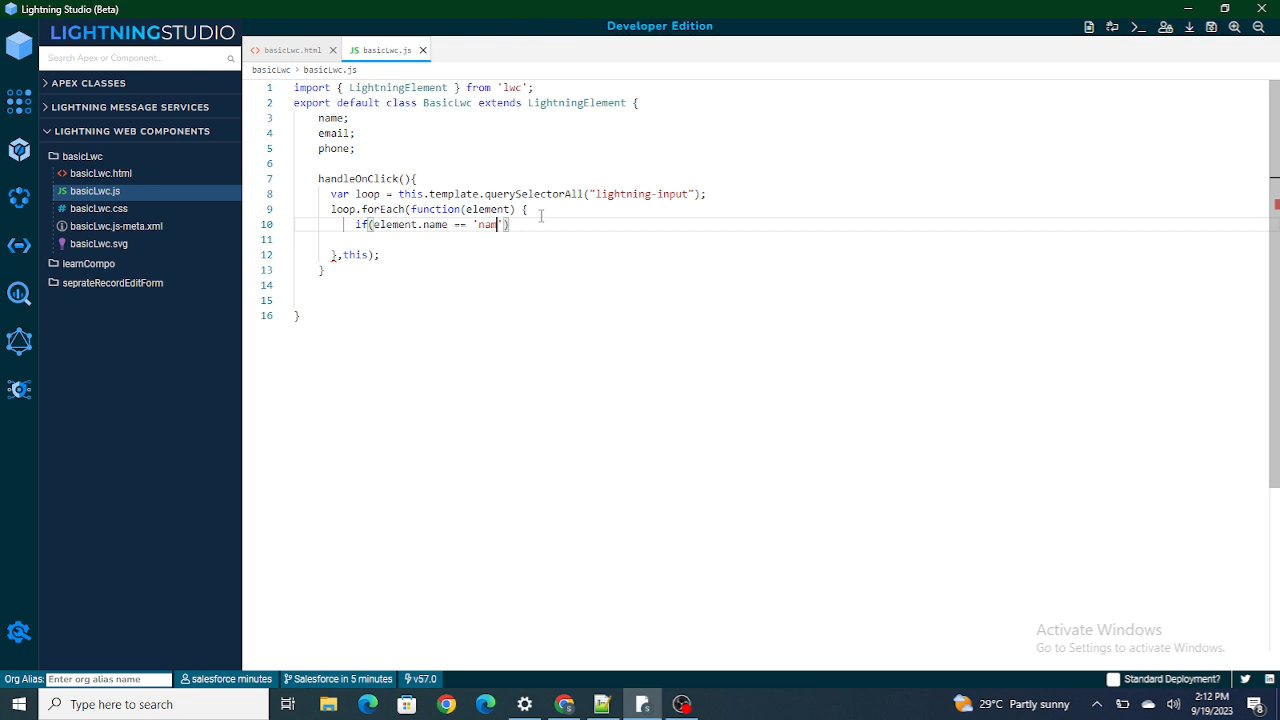 Lightning Studio (Beta)
LIGHTNINGSTUDIO
Developer Edition
Search Apex or Component...
basicLwc.html
JS basicLwc.js
APEX CLASSES
LIGHTNING MESSAGE SERVICES
LIGHTNING WEB COMPONENTS
basicLwc
<> basicLwc.html
JS basicLwc.js
# basicLwc.css
basicLwc.js-meta.xml
basicLwc.svg
learnCompo
seprateRecordEditForm
basicLwc > basicLwc.js
1 import { LightningElement } from 'lwc';
2 export default class BasicLwc extends LightningElement {
3 name;
4 email;
5 phone;
6
7 handleOnClick(){
8 var loop = this.template.querySelectorAll("lightning-input");
9 loop.forEach(function(element) {
10 if(element.name == 'nam')
11
12 },this);
13 }
14
15
16 }
Activate Windows
Go to Settings to activate Windows.
Org Alias: Enter org alias name
salesforce minutes
Salesforce in 5 minutes
v57.0
Standard Deployment?
Type here to search
29°C Partly sunny
2:12 PM
9/19/2023
8